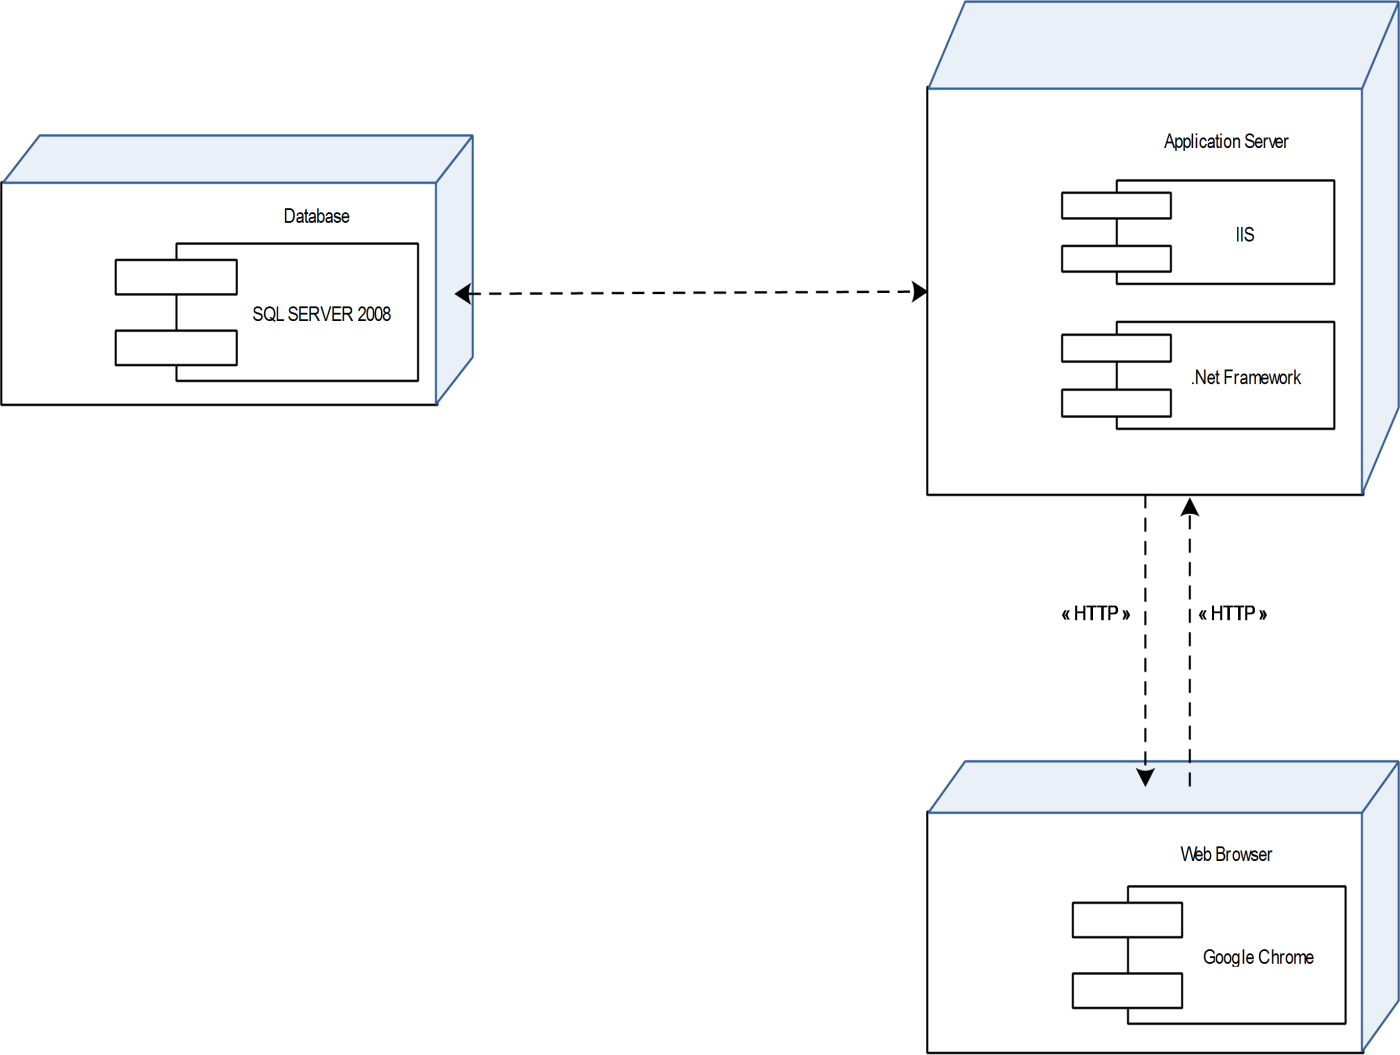 Application Server
IIS
.Net Framework
Database
SQL SERVER 2008
« HTTP »
« HTTP »
Web Browser
Google Chrome